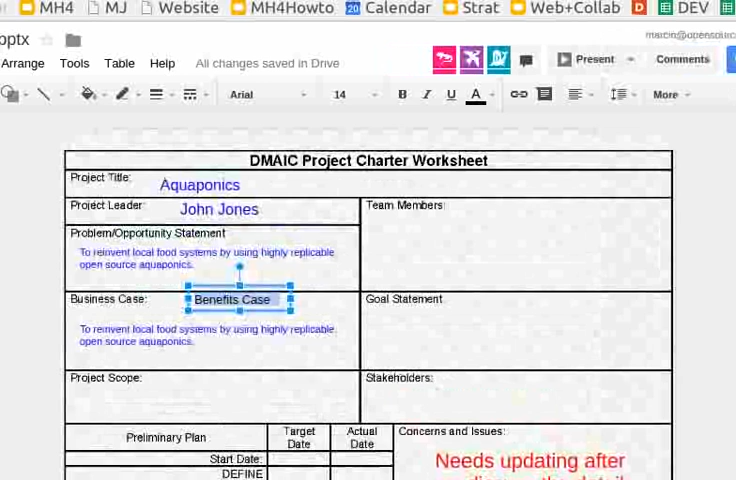 MH4 MJ Website MH4Howto Calendar Strat Web+Collab DEV
pptx
Arrange Tools Table Help All changes saved in Drive
Present Comments
Arial 14 B I U A More
DMAIC Project Charter Worksheet
Project Title: Aquaponics
Project Leader John Jones
Team Members:
Problem/Opportunity Statement
To reinvent local food systems by using highly replicable
open source aquaponics.
Business Case: Benefits Case
Goal Statement
To reinvent local food systems by using highly replicable
open source aquaponics.
Project Scope:
Stakeholders:
Preliminary Plan
Target
Date
Actual
Date
Concerns and Issues:
Start Date:
DEFINE
Needs updating after